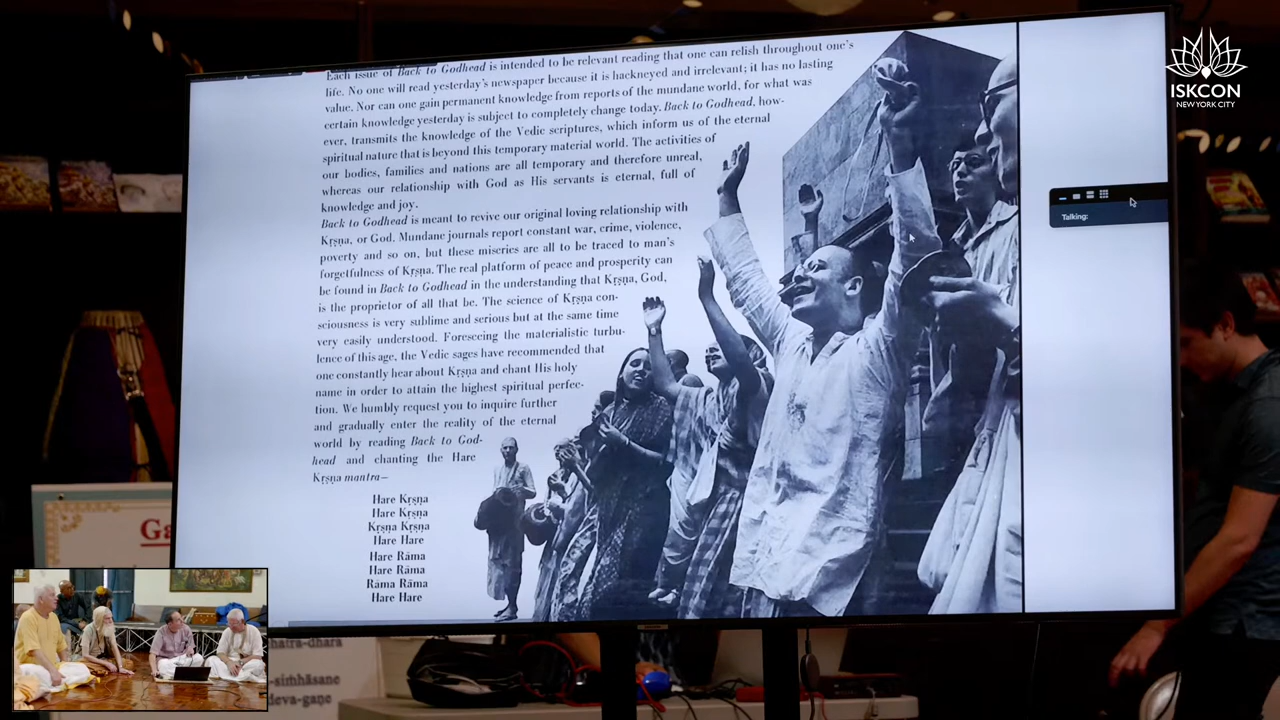 Each issue of Back to Godhead is intended to be relevant reading that one can relish throughout one's
life. No one will read yesterday's newspaper because it is hackneyed and irrelevant; it has no lasting
value. Nor can one gain permanent knowledge from reports of the mundane world, for what was
certain knowledge yesterday is subject to completely change today. Back to Godhead, how-
ever, transmits the knowledge of the Vedic scriptures, which inform us of the eternal
spiritual nature that is beyond this temporary material world. The activities of
our bodies, families and nations are all temporary and therefore unreal,
whereas our relationship with God as His servants is eternal, full of
knowledge and joy.
Back to Godhead is meant to revive our original loving relationship with
Kṛṣṇa, or God. Mundane journals report constant war, crime, violence,
poverty and so on, but these miseries are all to be traced to man's
forgetfulness of Kṛṣṇa. The real platform of peace and prosperity can
be found in Back to Godhead in the understanding that Kṛṣṇa, God,
is the proprietor of all that be. The science of Kṛṣṇa con-
sciousness is very sublime and serious but at the same time
very easily understood. Foreseeing the materialistic turbu-
lence of this age, the Vedic sages have recommended that
one constantly hear about Kṛṣṇa and chant His holy
name in order to attain the highest spiritual perfec-
tion. We humbly request you to inquire further
and gradually enter the reality of the eternal
world by reading Back to God-
head and chanting the Hare
Kṛṣṇa mantra—
Hare Kṛṣṇa
Hare Kṛṣṇa
Kṛṣṇa Kṛṣṇa
Hare Hare
Hare Rāma
Hare Rāma
Rāma Rāma
Hare Hare
Talking:
ISKCON
NEW YORK CITY
Ga
hatra-dhara
-siṁhāsane
deva-gaṇe